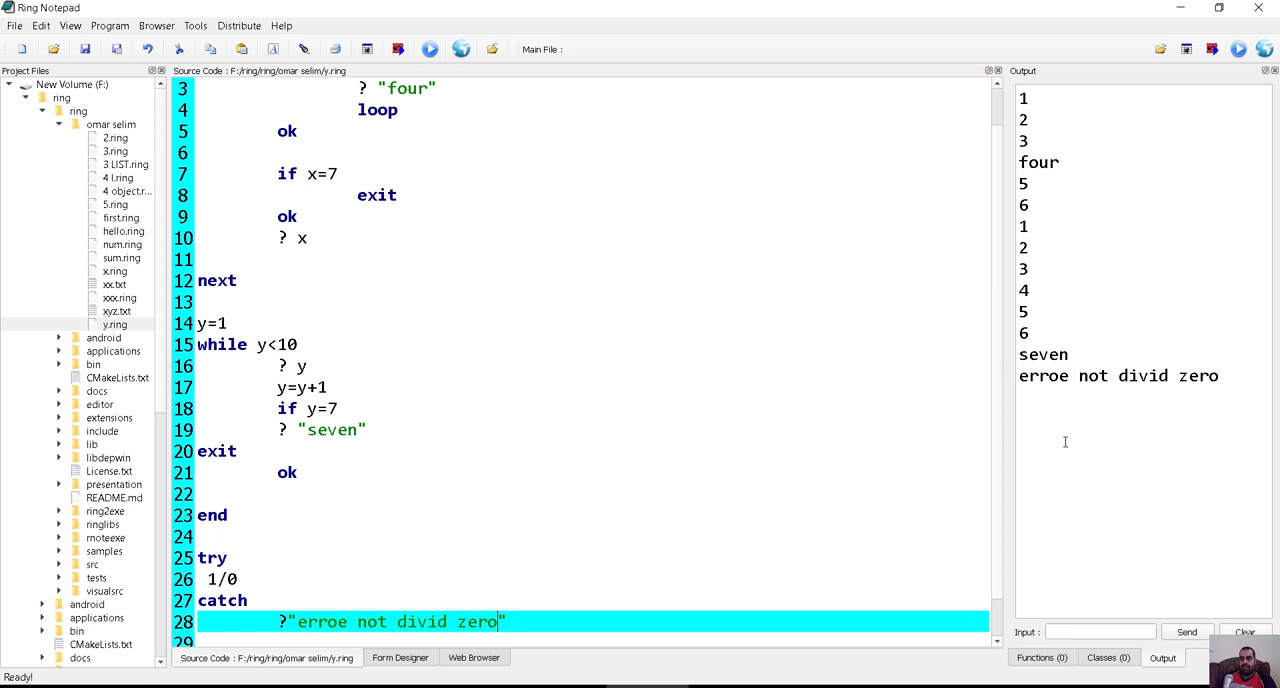 Ring Notepad
File Edit View Program Browser Tools Distribute Help
Main File :
Project Files
New Volume (F:)
ring
ring
omar selim
2.ring
3.ring
3 LIST.ring
4 l.ring
4 object.r...
5.ring
first.ring
hello.ring
num.ring
sum.ring
x.ring
xx.txt
xxx.ring
xyz.txt
y.ring
android
applications
bin
CMakeLists.txt
docs
editor
extensions
include
lib
libdepwin
License.txt
presentation
README.md
ring2exe
ringlibs
rnoteexe
samples
src
tests
visualsrc
android
applications
bin
CMakeLists.txt
docs
Source Code : F:/ring/ring/omar selim/y.ring
3 ? "four"
4 loop
5 ok
6
7 if x=7
8 exit
9 ok
10 ? x
11
12 next
13
14 y=1
15 while y<10
16 ? y
17 y=y+1
18 if y=7
19 ? "seven"
20 exit
21 ok
22
23 end
24
25 try
26 1/0
27 catch
28 ?"erroe not divid zero"
29
Source Code : F:/ring/ring/omar selim/y.ring Form Designer Web Browser
Output
1
2
3
four
5
6
1
2
3
4
5
6
seven
erroe not divid zero
Input : Send Clear
Functions (0) Classes (0) Output
Ready!